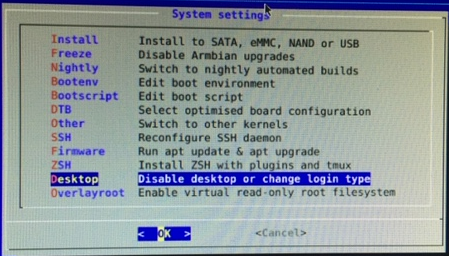 System settings
Install Install to SATA, eMMC, NAND or USB
Freeze Disable Armbian upgrades
Nightly Switch to nightly automated builds
Bootenv Edit boot environment
Bootscript Edit boot script
DTB Select optimised board configuration
Other Switch to other kernels
SSH Reconfigure SSH daemon
Firmware Run apt update & apt upgrade
ZSH Install ZSH with plugins and tmux
Desktop Disable desktop or change login type
Overlayroot Enable virtual read-only root filesystem
< OK > <Cancel>